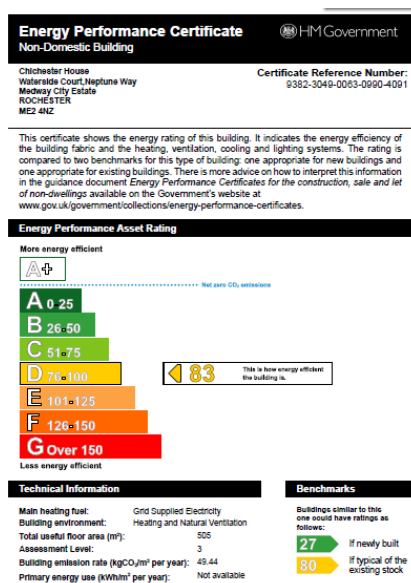 Energy Performance Certificate
Non-Domestic Building
HM Government
Chichester House
Waterside Court,Neptune Way
Medway City Estate
ROCHESTER
ME2 4NZ
Certificate Reference Number:
9382-3049-0063-0990-4091
This certificate shows the energy rating of this building. It indicates the energy efficiency of
the building fabric and the heating, ventilation, cooling and lighting systems. The rating is
compared to two benchmarks for this type of building: one appropriate for new buildings and
one appropriate for existing buildings. There is more advice on how to interpret this information
in the guidance document Energy Performance Certificates for the construction, sale and let
of non-dwellings available on the Government's website at
www.gov.uk/government/collections/energy-performance-certificates.
Energy Performance Asset Rating
More energy efficient
A+
Net zero CO₂ emissions
A 0-25
B 26-50
C 51-75
D 76-100
83
This is how energy efficient
the building is.
E 101-125
F 126-150
G Over 150
Less energy efficient
Technical Information
Main heating fuel: Grid Supplied Electricity
Building environment: Heating and Natural Ventilation
Total useful floor area (m²): 505
Assessment Level: 3
Building emission rate (kgCO₂/m² per year): 49.44
Primary energy use (kWh/m² per year): Not available
Benchmarks
Buildings similar to this
one could have ratings as
follows:
27 If newly built
80 If typical of the
existing stock